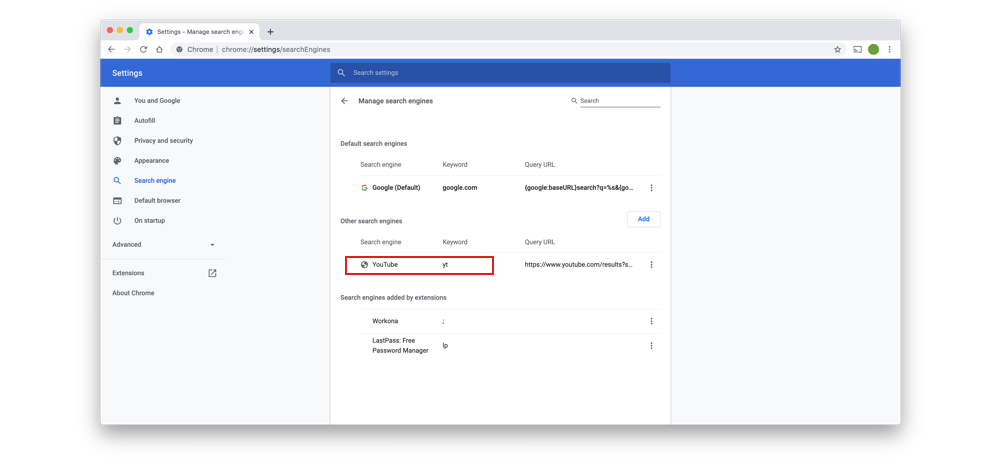 Settings - Manage search eng
Chrome | chrome://settings/searchEngines
Settings
Search settings
You and Google
Autofill
Privacy and security
Appearance
Search engine
Default browser
On startup
Advanced
Extensions
About Chrome
Manage search engines
Search
Default search engines
Search engine Keyword Query URL
Google (Default) google.com {google:baseURL}search?q=%s&{go...
Other search engines
Add
Search engine Keyword Query URL
YouTube yt https://www.youtube.com/results?s...
Search engines added by extensions
Workona ;
LastPass: Free
Password Manager lp